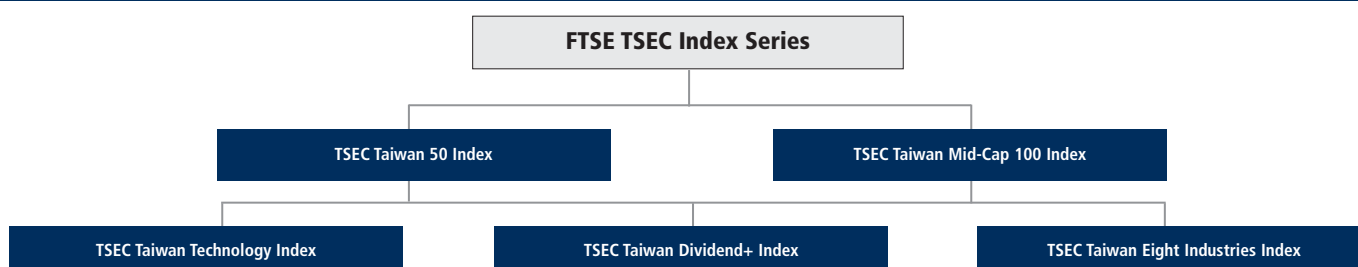 FTSE TSEC Index Series
TSEC Taiwan 50 Index
TSEC Taiwan Mid-Cap 100 Index
TSEC Taiwan Technology Index
TSEC Taiwan Dividend+ Index
TSEC Taiwan Eight Industries Index